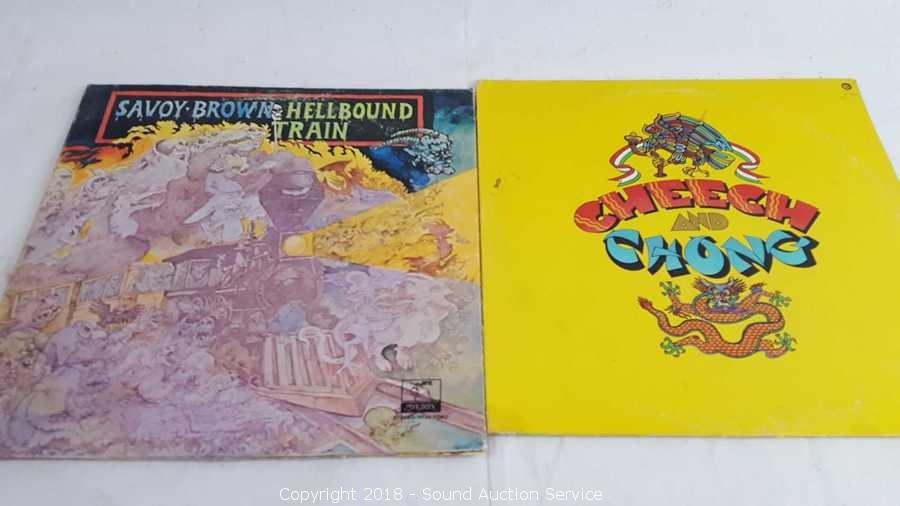 SAVOY·BROWN HELLBOUND
TRAIN
CHEECH
AND
CHONG
Copyright 2018 - Sound Auction Service